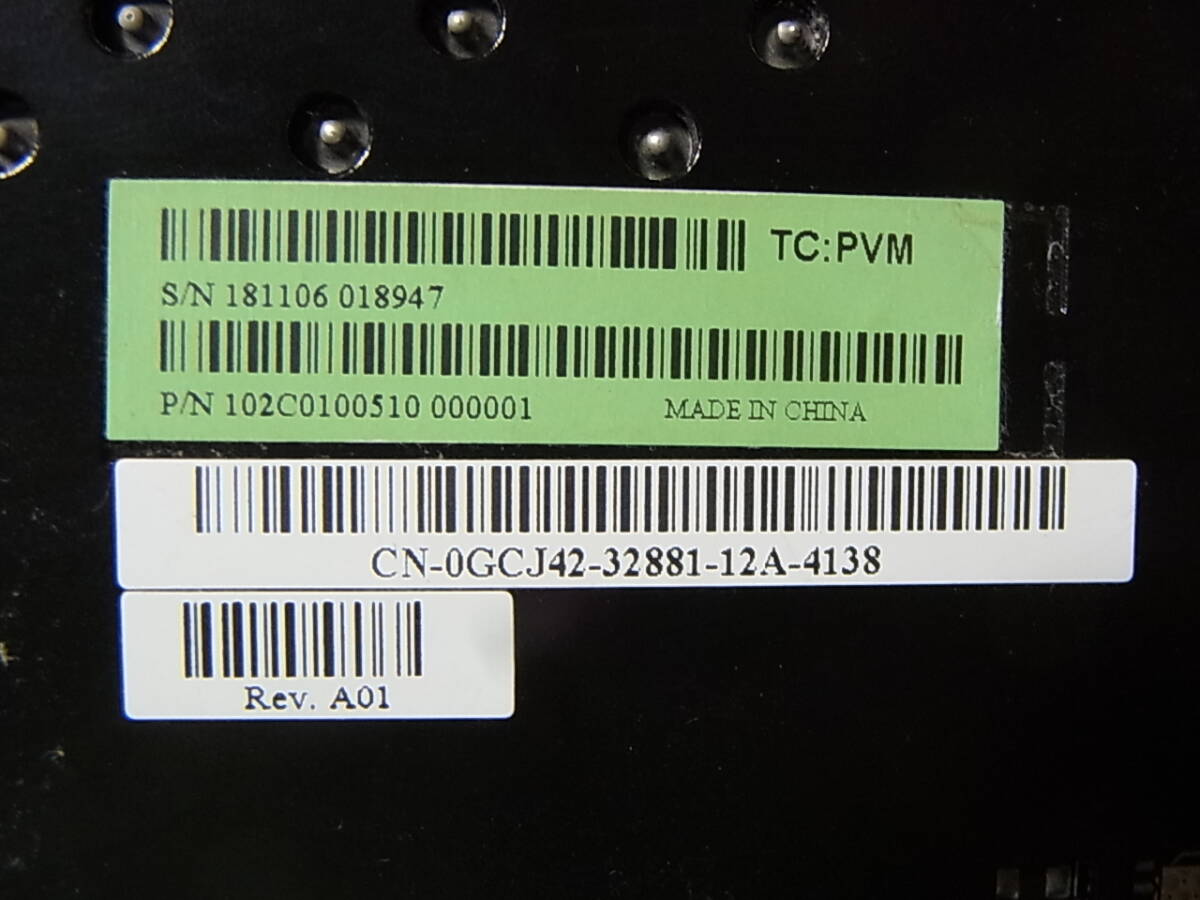 TC:PVM
S/N 181106 018947
P/N 102C0100510 000001 MADE IN CHINA
CN-0GCJ42-32881-12A-4138
Rev. A01